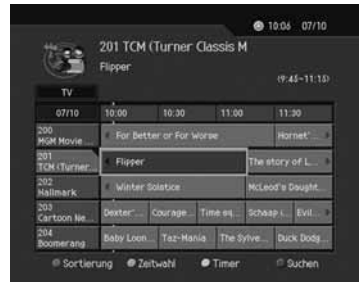 10:06 07/10
201 TCM (Turner Classis M
Flipper
(9:45~11:15)
TV
07/10 10:00 10:30 11:00 11:30
200 MGM Movie... For Better or For Worse Hornet'...
201 TCM (Turner... Flipper The story of L...
202 Hallmark Winter Solstice McLeod's Daught...
203 Cartoon Ne... Dexter'... Courage... Time sq... Schaap i... Evil...
204 Boomerang Baby Loon... Taz-Mania The Sylve... Duck Dodg...
Sortierung Zeitwahl Timer Suchen